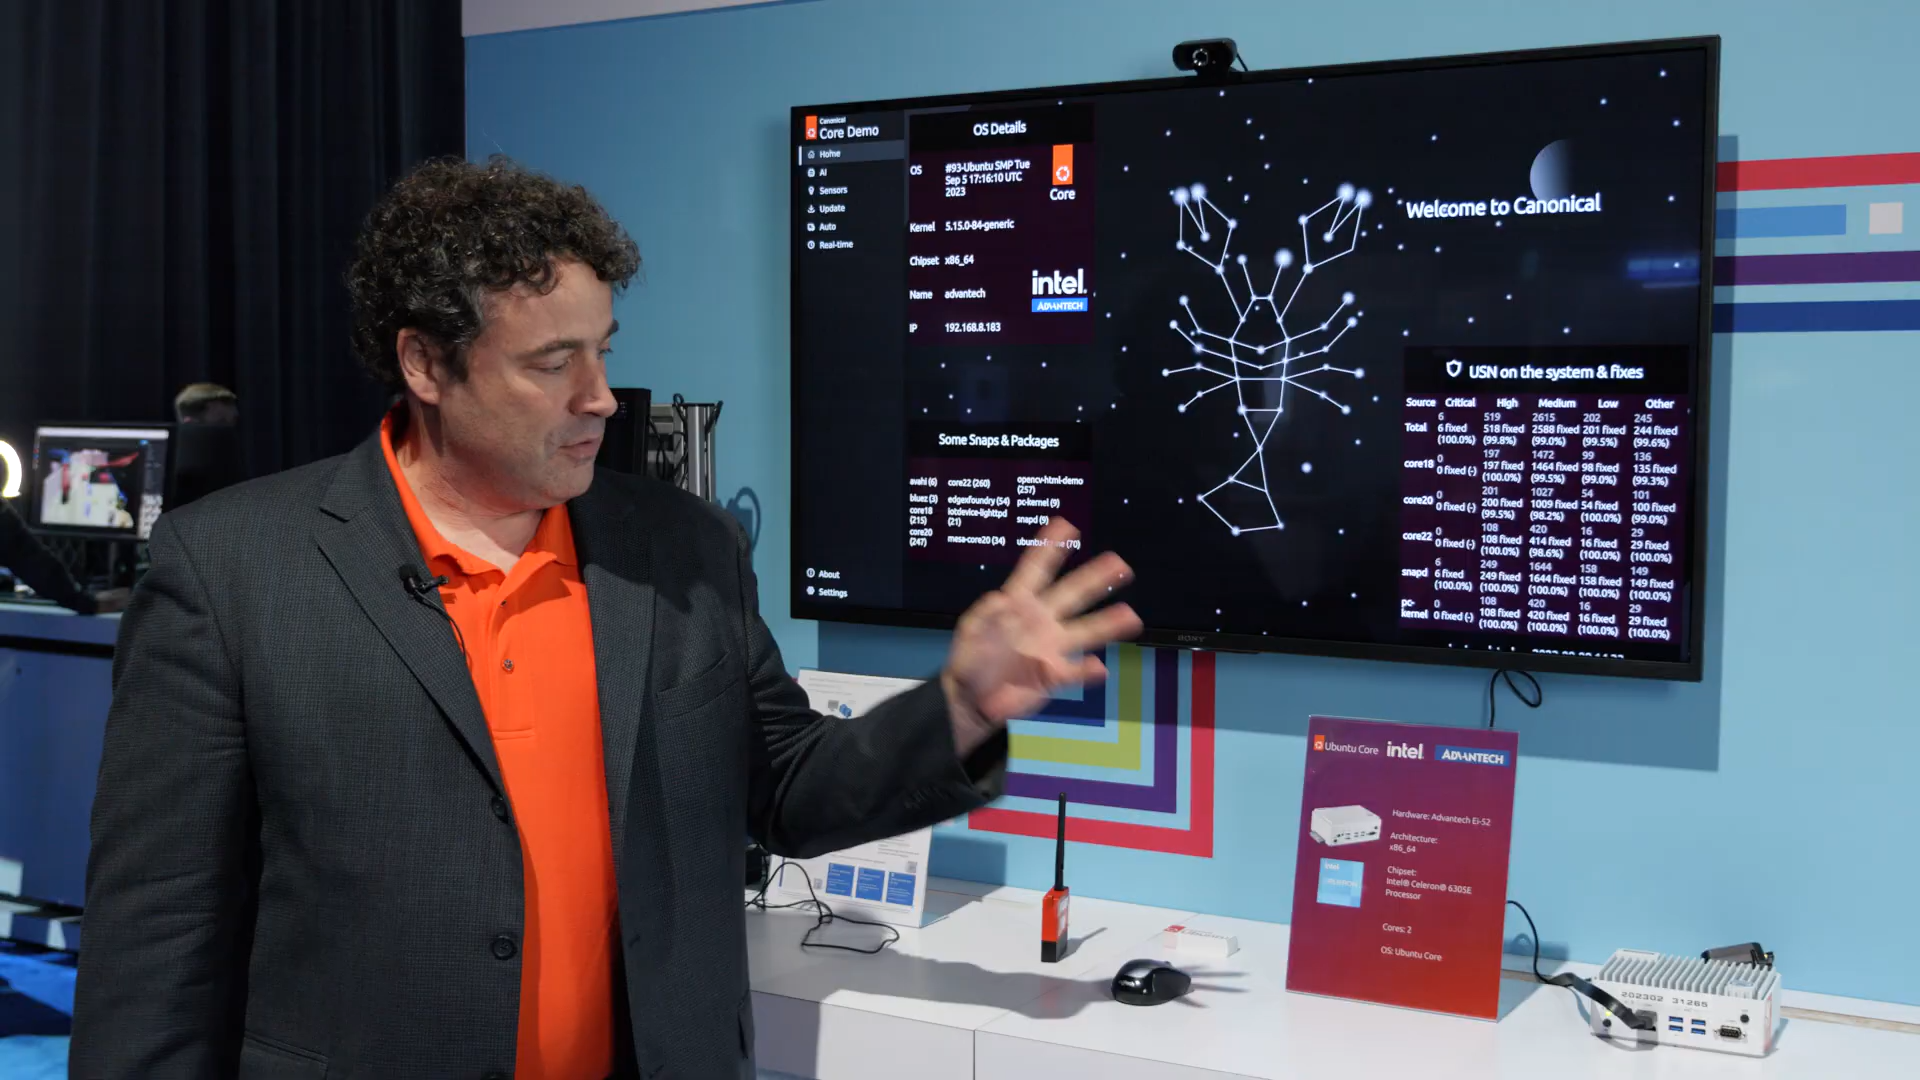 Canonical
Core Demo
Home
AI
Sensors
Update
Auto
Real-time
About
Settings
OS Details
OS #93-Ubuntu SMP Tue
Sep 5 17:16:10 UTC
2023
Core
Kernel 5.15.0-84-generic
Chipset x86_64
Name advantech
intel.
ADVANTECH
IP 192.168.8.183
Some Snaps & Packages
avahi (6) core22 (260) opencv-html-demo
(257)
bluez (3) edgexfoundry (54) pc-kernel (9)
core18
(215)
iotdevice-lighttpd
(21)
snapd (9)
core20
(247)
mesa-core20 (34) (70)
Welcome to Canonical
USN on the system & fixes
Source Critical High Medium Low Other
Total
6 519 2615 202 245
6 fixed 518 fixed 2588 fixed 201 fixed 244 fixed
(100.0%) (99.8%) (99.0%) (99.5%) (99.6%)
core18
0 197 1472 99 136
0 fixed (-) 197 fixed 1464 fixed 98 fixed 135 fixed
(100.0%) (99.5%) (99.0%) (99.3%)
core20
0 201 1027 54 101
0 fixed (-) 200 fixed 1009 fixed 54 fixed 100 fixed
(99.5%) (98.2%) (100.0%) (99.0%)
core22
0 108 420 16 29
0 fixed (-) 108 fixed 414 fixed 16 fixed 29 fixed
(100.0%) (98.6%) (100.0%) (100.0%)
snapd
6 249 1644 158 149
6 fixed 249 fixed 1644 fixed 158 fixed 149 fixed
(100.0%) (100.0%) (100.0%) (100.0%) (100.0%)
pc-
kernel
0 108 420 16 29
0 fixed (-) 108 fixed 420 fixed 16 fixed 29 fixed
(100.0%) (100.0%) (100.0%) (100.0%)
SONY
Ubuntu Core intel. ADVANTECH
Hardware: Advantech Ei-52
Architecture:
x86_64
Chipset:
Intel® Celeron® 6305E
Processor
Cores: 2
OS: Ubuntu Core
202302 31265